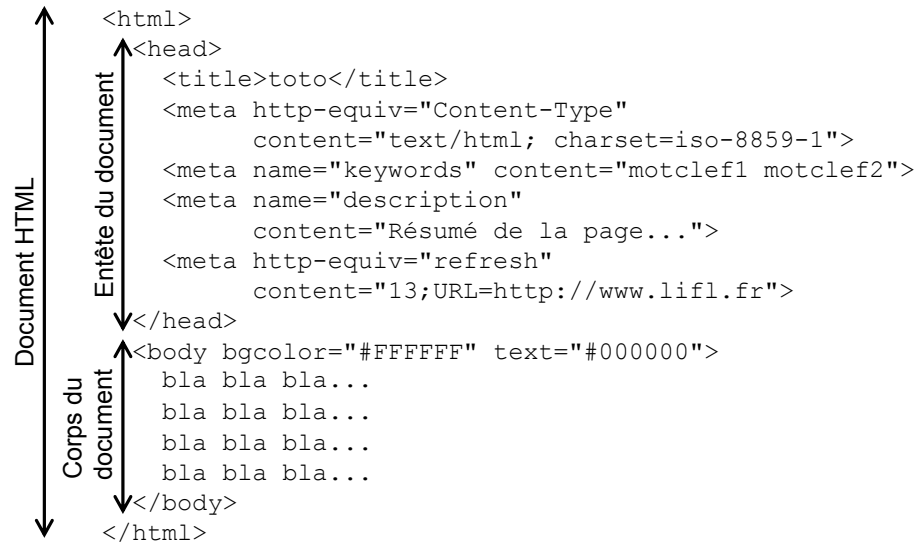 <html>
<head>
<title>toto</title>
<meta http-equiv="Content-Type"
content="text/html; charset=iso-8859-1">
<meta name="keywords" content="motclef1 motclef2">
<meta name="description"
content="Résumé de la page...">
<meta http-equiv="refresh"
content="13;URL=http://www.lifl.fr">
</head>
<body bgcolor="#FFFFFF" text="#000000">
bla bla bla...
bla bla bla...
bla bla bla...
bla bla bla...
</body>
</html>
Document HTML
Entête du document
Corps du
document